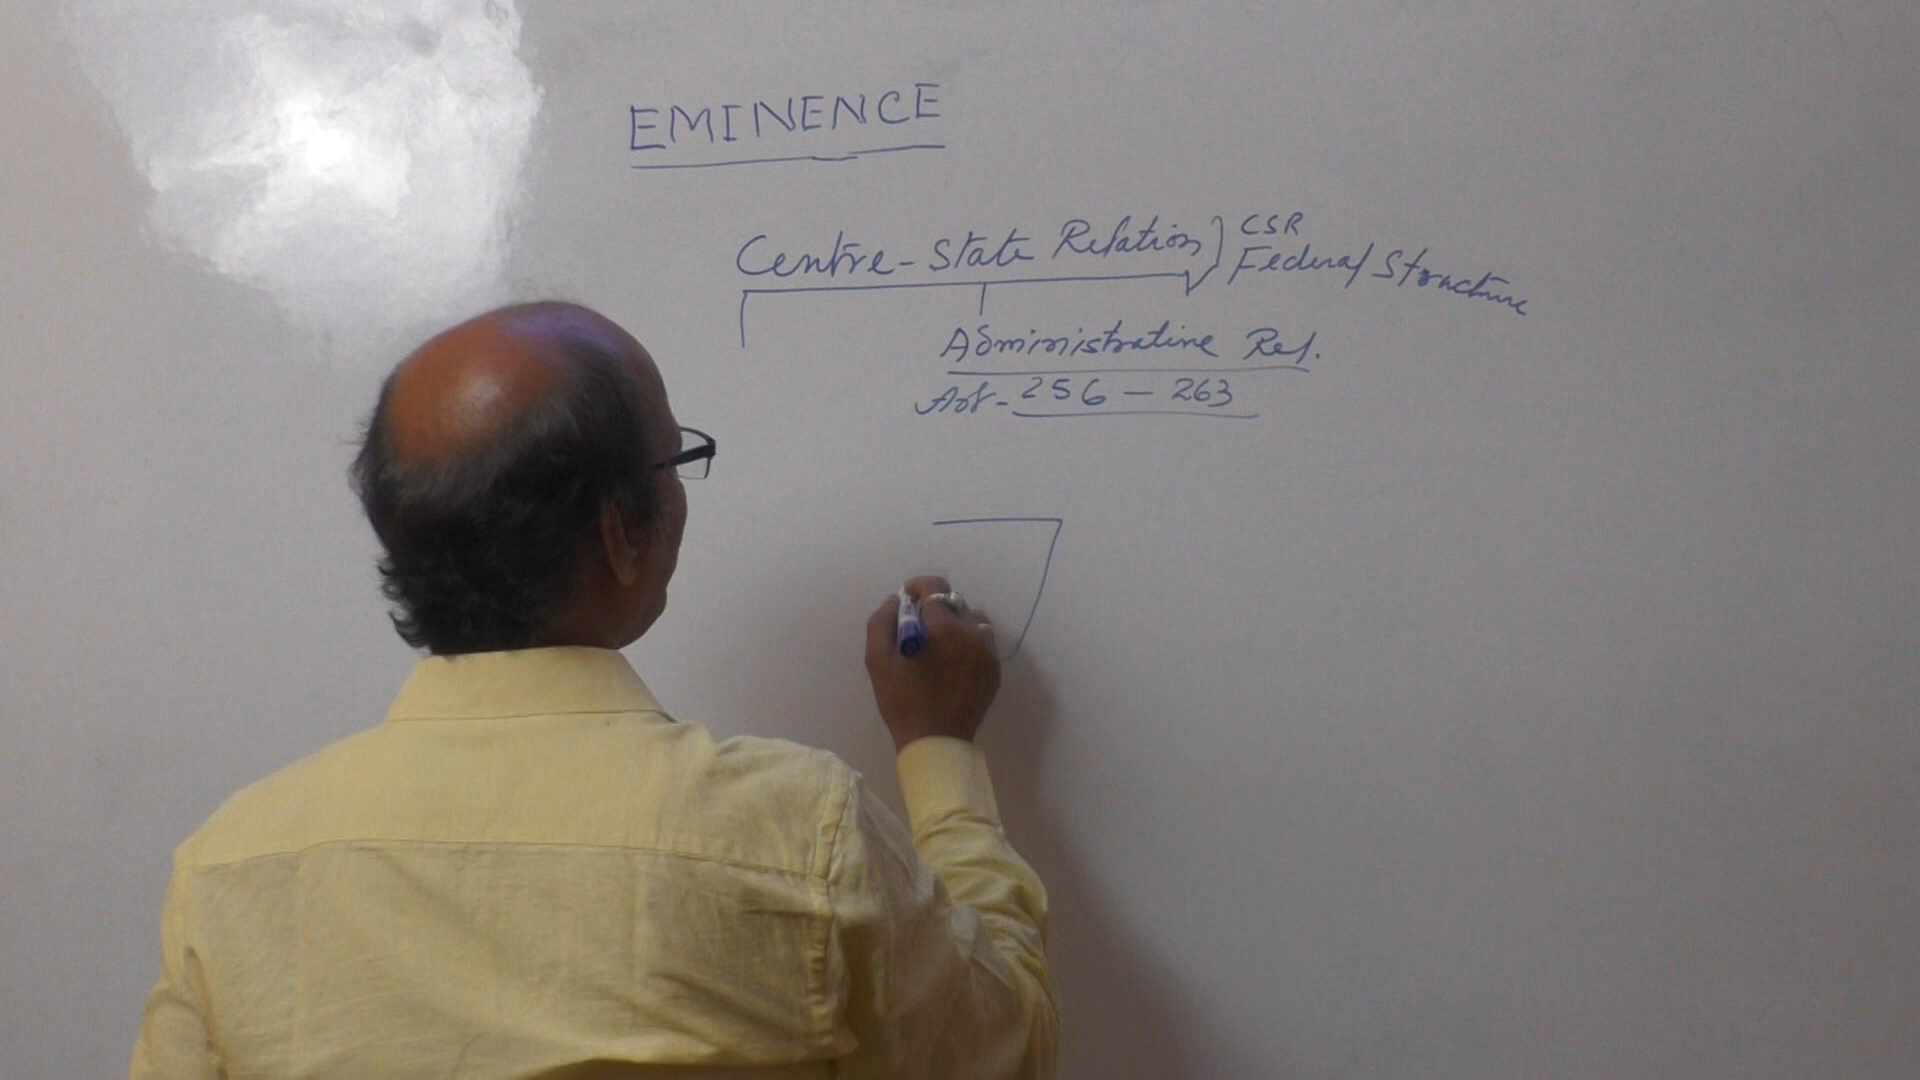 EMINENCE
Centre-State Relation
CSR
Federal Structure
Administrative Rel.
Art- 256 - 263